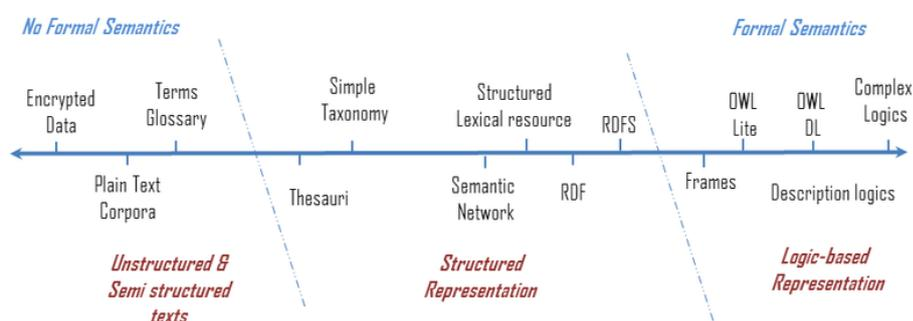 No Formal Semantics
Formal Semantics
Encrypted
Data
Terms
Glossary
Simple
Taxonomy
Structured
Lexical resource
RDFS
OWL
Lite
OWL
DL
Complex
Logics
Plain Text
Corpora
Thesauri
Semantic
Network
RDF
Frames
Description logics
Unstructured &
Semi structured
texts
Structured
Representation
Logic-based
Representation